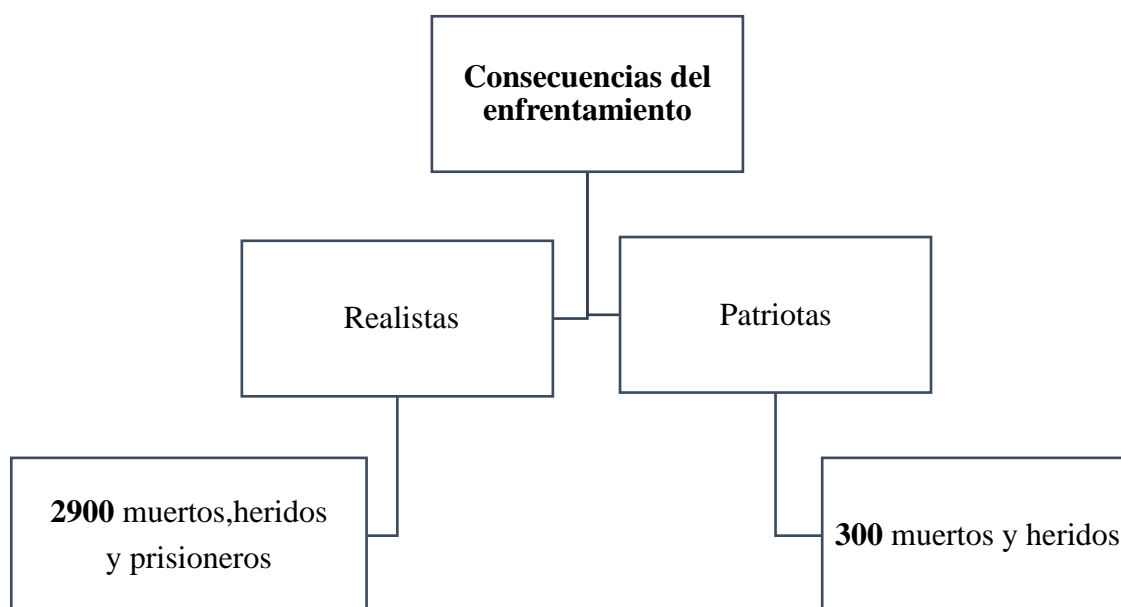 Consecuencias del
enfrentamiento
Realistas
Patriotas
2900 muertos,heridos
y prisioneros
300 muertos y heridos